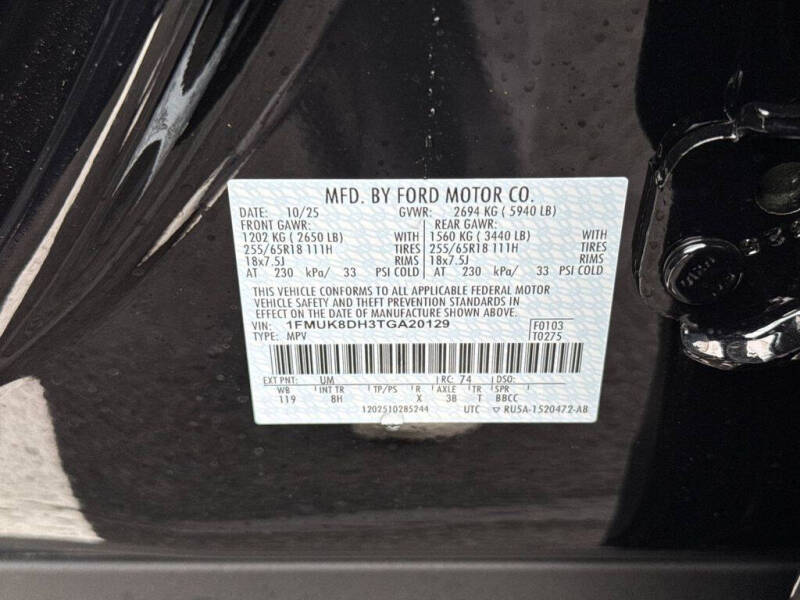 MFD. BY FORD MOTOR CO.
DATE: 10/25 GVWR: 2694 KG ( 5940 LB)
FRONT GAWR: REAR GAWR:
1202 KG ( 2650 LB) WITH 1560 KG ( 3440 LB) WITH
255/65R18 111H TIRES 255/65R18 111H TIRES
18x7.5J RIMS 18x7.5J RIMS
AT 230 kPa/ 33 PSI COLD AT 230 kPa/ 33 PSI COLD
THIS VEHICLE CONFORMS TO ALL APPLICABLE FEDERAL MOTOR
VEHICLE SAFETY AND THEFT PREVENTION STANDARDS IN
EFFECT ON THE DATE OF MANUFACTURE SHOWN ABOVE.
VIN: 1FMUK8DH3TGA20129 F0103
TYPE: MPV T0275
EXT PNT: UM RC: 74 DSO:
WB INT TR TP/PS R AXLE TR SPR
119 8H X 38 T BBCC
1202510285244 UTC ▽ RU5A-1520472-AB